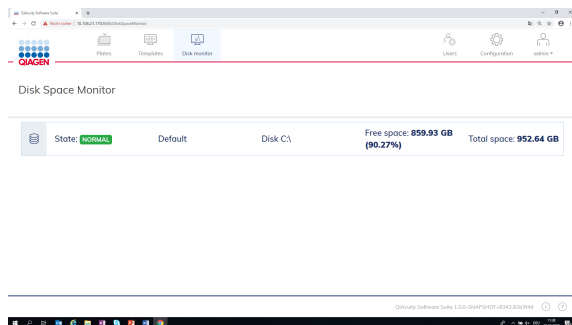 QIAcuity Software Suite
Nicht sicher
QIAGEN
Plates
Templates
Disk monitor
Users
Configuration
admin
Disk Space Monitor
State: NORMAL
Default
Disk C:\
Free space: 859.93 GB
(90.27%)
Total space: 952.64 GB
DEU